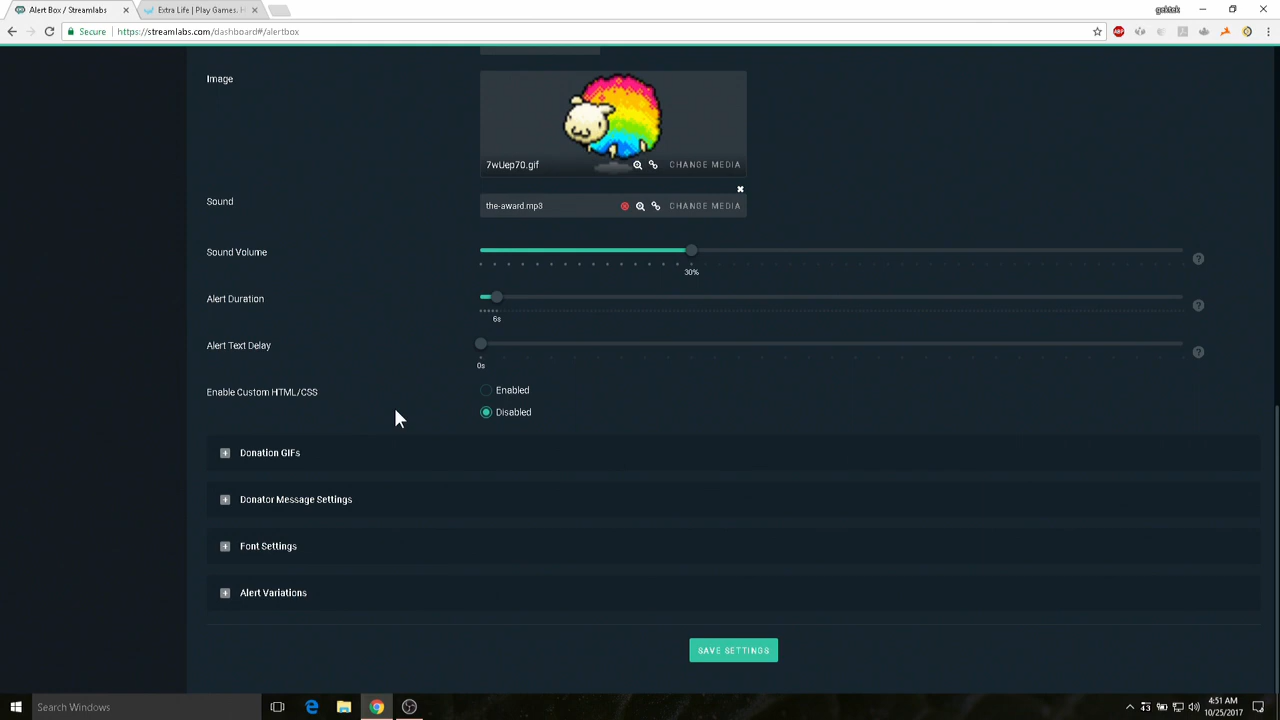 Alert Box / Streamlabs
Extra Life | Play Games. H
gektek
Secure
https://streamlabs.com/dashboard#/alertbox
ABP
Image
7wUep70.gif
CHANGE MEDIA
Sound
the-award.mp3
CHANGE MEDIA
Sound Volume
30%
?
Alert Duration
6s
?
Alert Text Delay
0s
?
Enable Custom HTML/CSS
Enabled
Disabled
Donation GIFs
Donator Message Settings
Font Settings
Alert Variations
SAVE SETTINGS
Search Windows
4:51 AM
10/25/2017